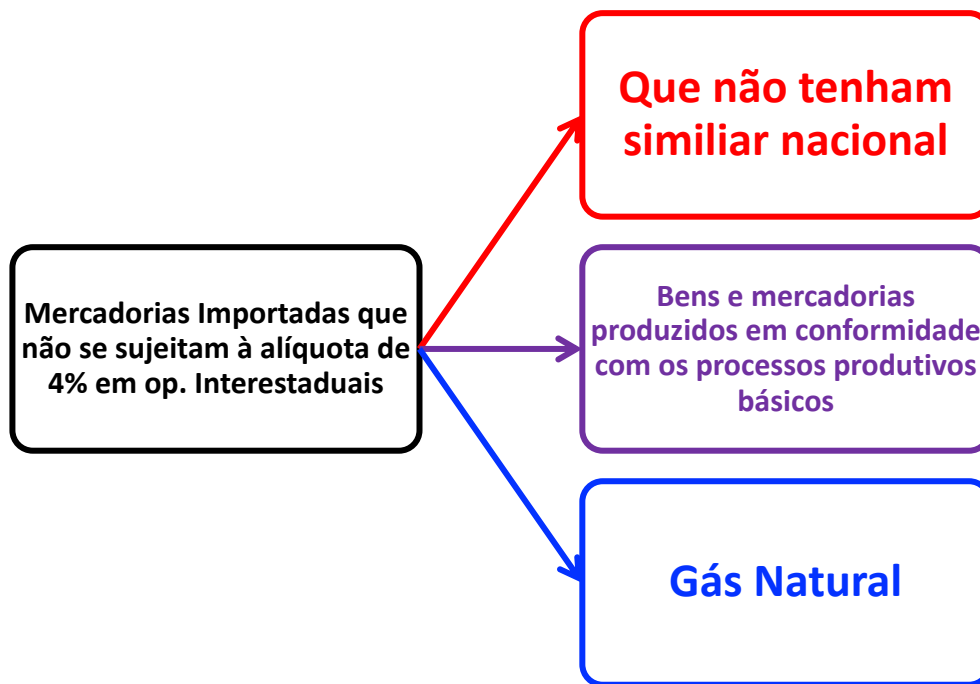 Que não tenham
similiar nacional
Mercadorias Importadas que
não se sujeitam à alíquota de
4% em op. Interestaduais
Bens e mercadorias
produzidos em conformidade
com os processos produtivos
básicos
Gás Natural